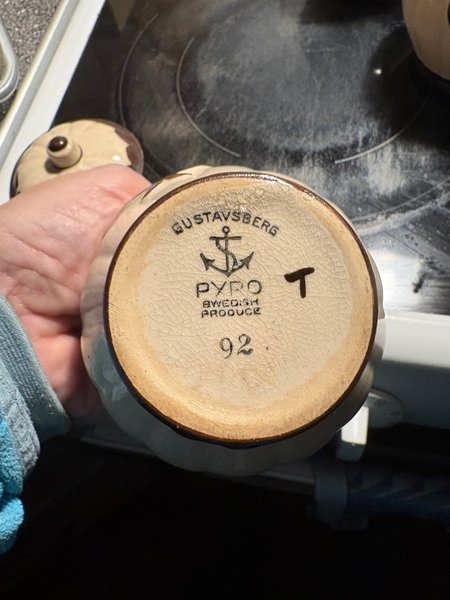 GUSTAVSBERG
PYRO
SWEDISH
PRODUCE
92
T